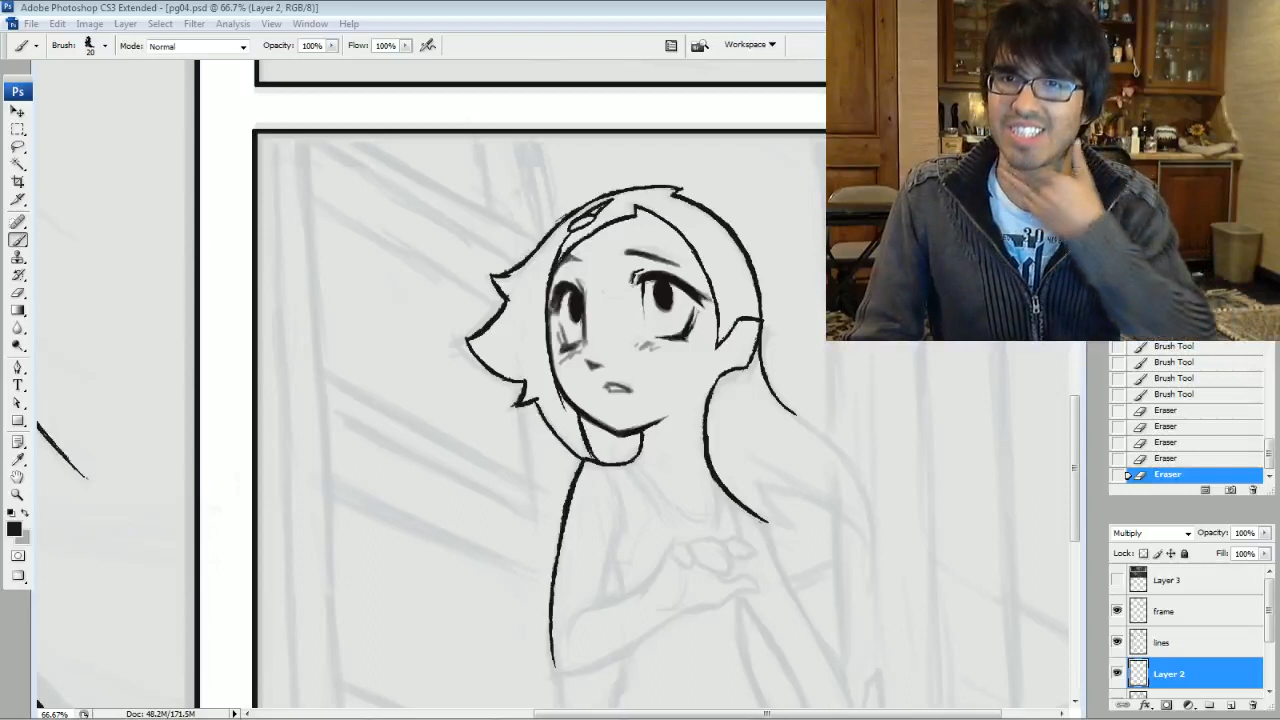 Adobe Photoshop CS3 Extended - [pg04.psd @ 66.7% (Layer 2, RGB/8)]
File Edit Image Layer Select Filter Analysis View Window Help
Brush: 20 Mode: Normal Opacity: 100% Flow: 100% Workspace
Ps
T
30
Brush Tool
Brush Tool
Brush Tool
Brush Tool
Eraser
Eraser
Eraser
Eraser
Eraser
Multiply Opacity: 100%
Lock: Fill: 100%
Layer 3
frame
lines
Layer 2
66.67% Doc: 48.2M/171.5M